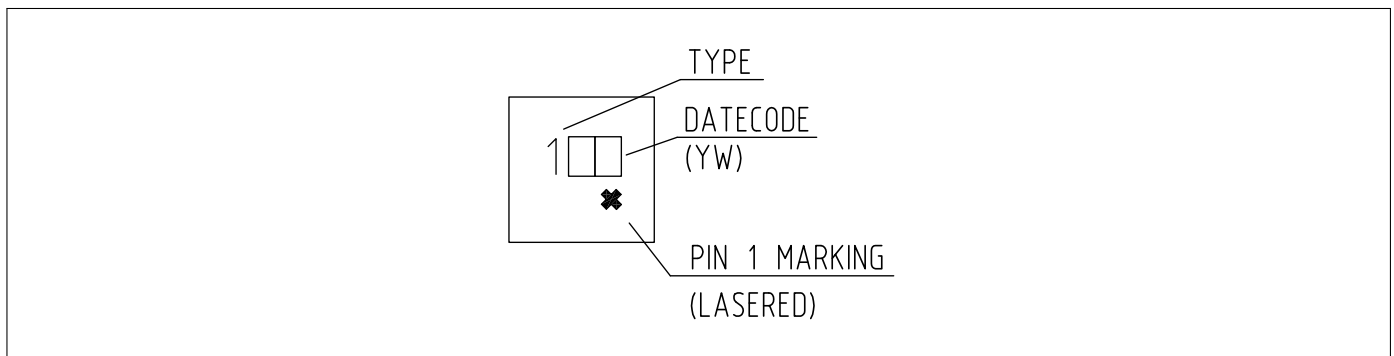 TYPE
DATECODE
(YW)
1
PIN 1 MARKING
(LASERED)